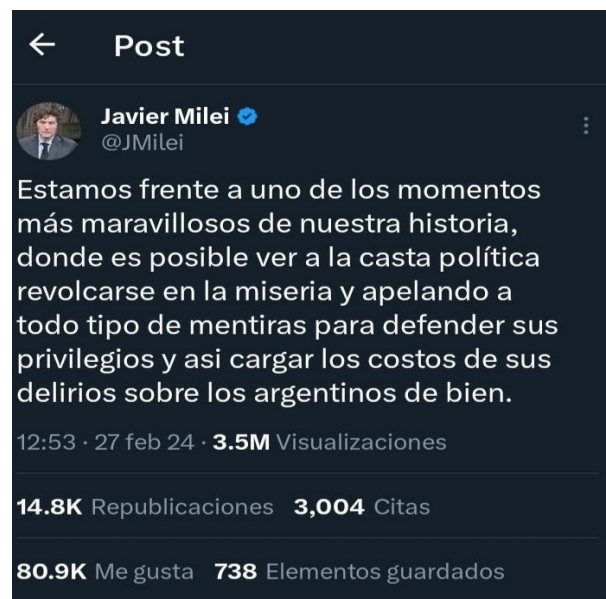 Post
Javier Milei
@JMilei
Estamos frente a uno de los momentos
más maravillosos de nuestra historia,
donde es posible ver a la casta política
revolcarse en la miseria y apelando a
todo tipo de mentiras para defender sus
privilegios y asi cargar los costos de sus
delirios sobre los argentinos de bien.
12:53 · 27 feb 24 · 3.5M Visualizaciones
14.8K Republicaciones 3,004 Citas
80.9K Me gusta 738 Elementos guardados